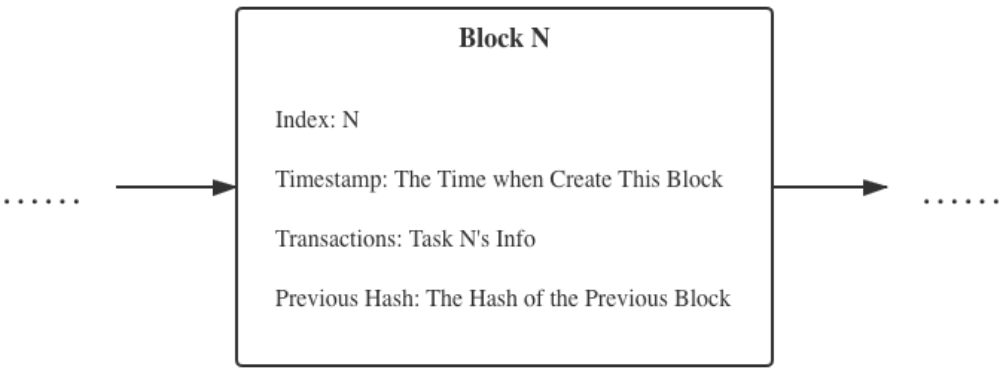 Block N
Index: N
Timestamp: The Time when Create This Block
...... ......
Transactions: Task N's Info
Previous Hash: The Hash of the Previous Block